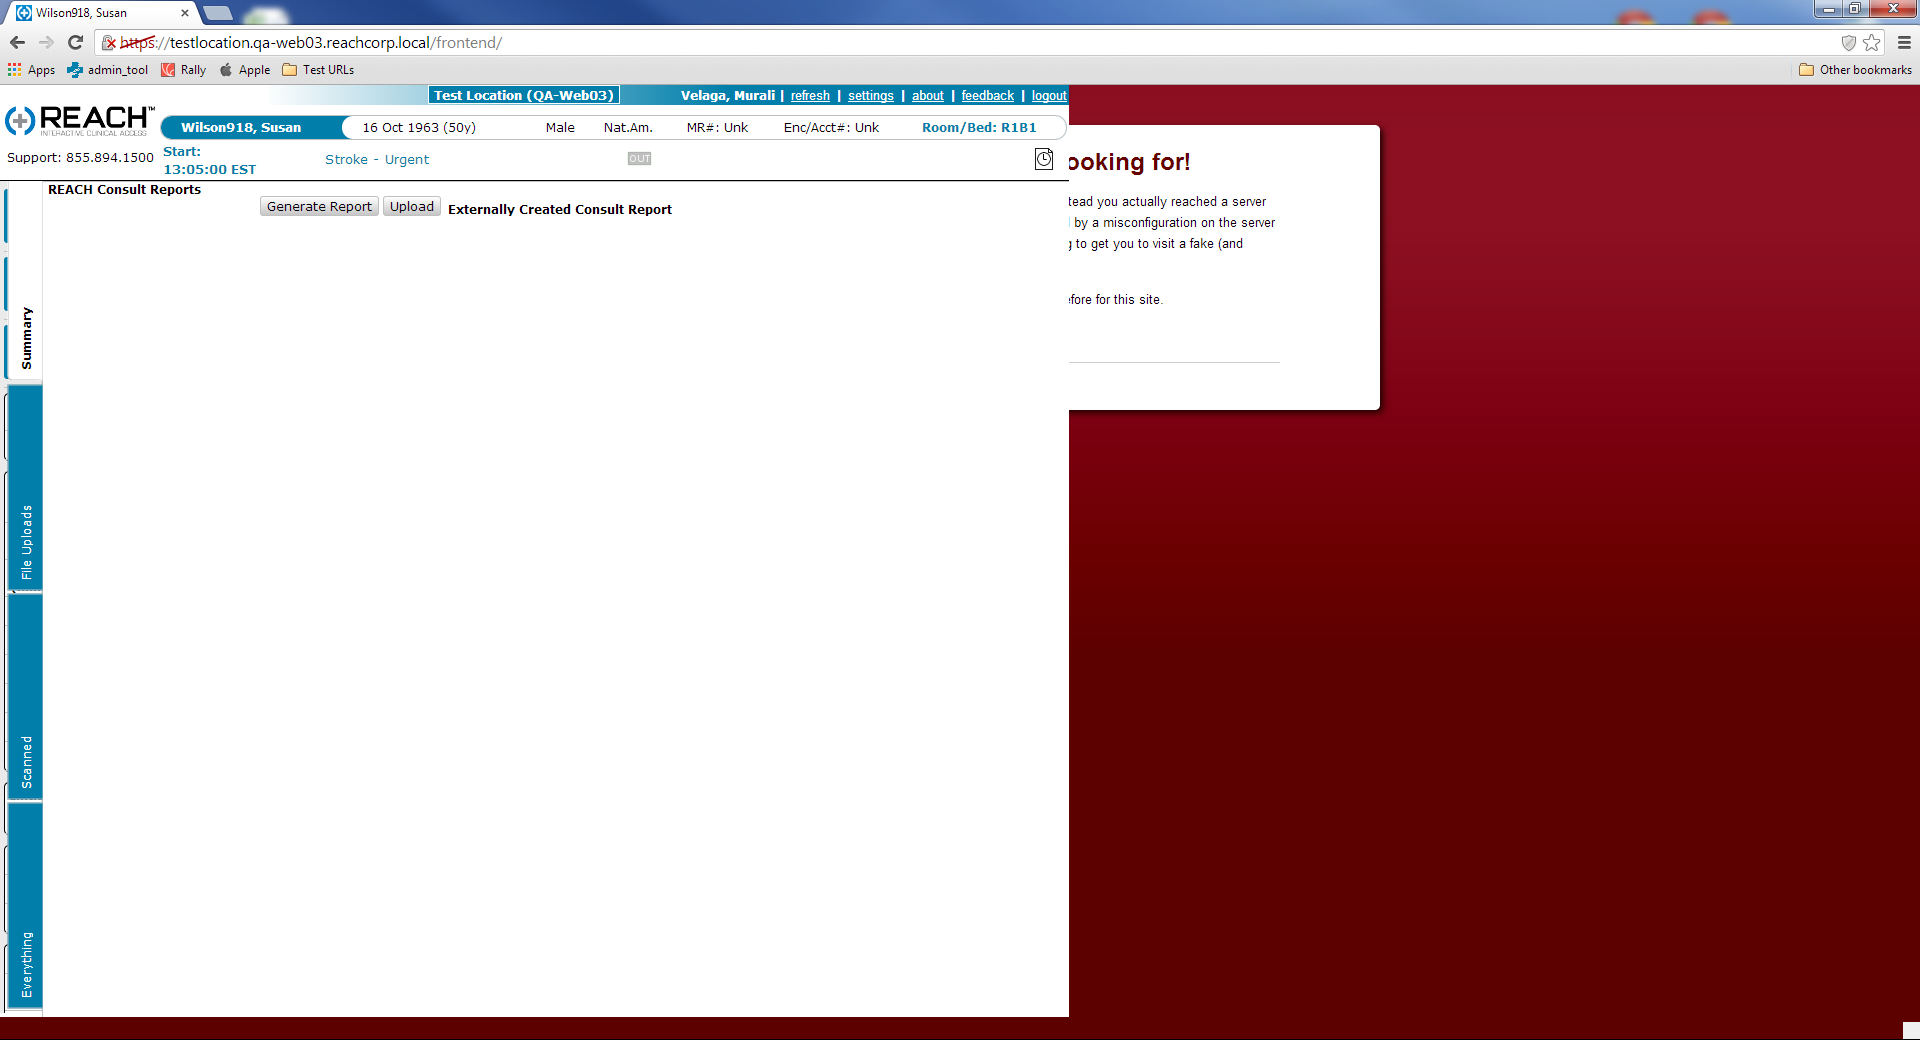 Wilson918, Susan
https://testlocation.qa-web03.reachcorp.local/frontend/
Apps admin_tool Rally Apple Test URLs Other bookmarks
Test Location (QA-Web03) Velaga, Murali | refresh | settings | about | feedback | logout
REACH™
INTERACTIVE CLINICAL ACCESS
Wilson918, Susan 16 Oct 1963 (50y) Male Nat.Am. MR#: Unk Enc/Acct#: Unk Room/Bed: R1B1
Support: 855.894.1500
Start:
13:05:00 EST
Stroke - Urgent
OUT
REACH Consult Reports
Generate Report Upload Externally Created Consult Report
Summary
File Uploads
Scanned
Everything
ooking for!
tead you actually reached a server
by a misconfiguration on the server
g to get you to visit a fake (and
efore for this site.